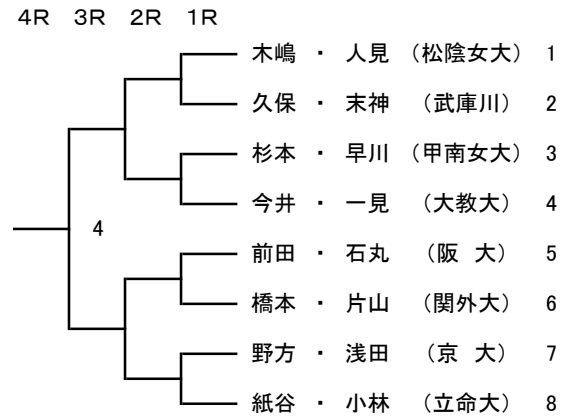 ４Ｒ ３Ｒ ２Ｒ １Ｒ
木嶋 ・ 人見 （松陰女大） 1
久保 ・ 末神 （武庫川） 2
杉本 ・ 早川 （甲南女大） 3
今井 ・ 一見 （大教大） 4
4
前田 ・ 石丸 （阪 大） 5
橋本 ・ 片山 （関外大） 6
野方 ・ 浅田 （京 大） 7
紙谷 ・ 小林 （立命大） 8